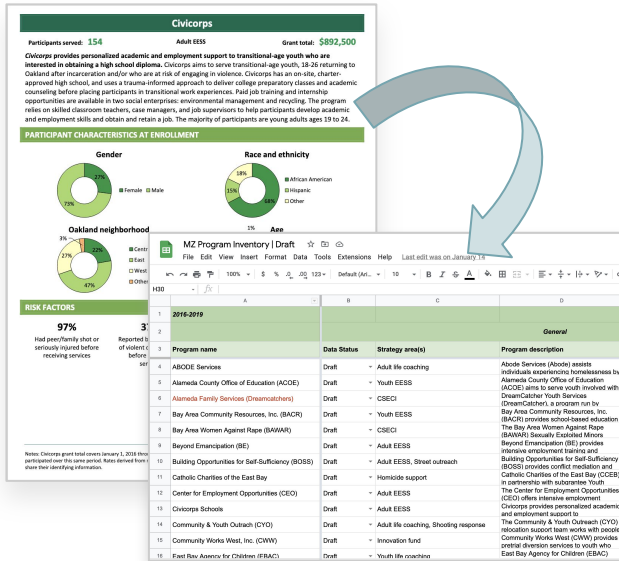 Civicorps
Participants served: 154 Adult EESS Grant total: $892,500
Civicorps provides personalized academic and employment support to transitional-age youth who are
interested in obtaining a high school diploma. Civicorps aims to serve transitional-age youth, 18-26 returning to
Oakland after incarceration and/or who are at risk of engaging in violence. Civicorps has an on-site, charter-
approved high school, and uses a trauma-informed approach to deliver college preparatory classes and academic
counseling before placing participants in transitional work experiences. Paid job training and internship
opportunities are available in two social enterprises: environmental management and recycling. The program
relies on skilled classroom teachers, case managers, and job supervisors to help participants develop academic
and employment skills and obtain and retain a job. The majority of participants are young adults ages 19 to 24.
PARTICIPANT CHARACTERISTICS AT ENROLLMENT
Gender
27%
73%
Female Male
Race and ethnicity
18%
15%
68%
African American
Hispanic
Other
Oakland neighborhood
3%
22%
27%
47%
Centr
East
West
Othe
1% Age
RISK FACTORS
97%
Had peer/family shot or
seriously injured before
receiving services
3
Reported b
of violent c
before
ser
Notes: Civicorps grant total covers January 1, 2016 thro
participated over this same period. Rates derived from
share their identifying information.
MZ Program Inventory | Draft
File Edit View Insert Format Data Tools Extensions Help Last edit was on January 14
100% $ % .0 .00 123 Default (Ari... 10 B I S A
H30 fx
A B C D
1 2016-2019
2 General
3 Program name Data Status Strategy area(s) Program description
4 ABODE Services Draft Adult life coaching Abode Services (Abode) assists
individuals experiencing homelessness by
5 Alameda County Office of Education (ACOE) Draft Youth EESS Alameda County Office of Education
(ACOE) aims to serve youth involved with
6 Alameda Family Services (Dreamcatchers) Draft CSECI DreamCatcher Youth Services
(DreamCatcher), a program run by
7 Bay Area Community Resources, Inc. (BACR) Draft Youth EESS Bay Area Community Resources, Inc.
(BACR) provides school-based education
8 Bay Area Women Against Rape (BAWAR) Draft CSECI The Bay Area Women Against Rape
(BAWAR) Sexually Exploited Minors
9 Beyond Emancipation (BE) Draft Adult EESS Beyond Emancipation (BE) provides
intensive employment training and
10 Building Opportunities for Self-Sufficiency (BOSS) Draft Adult EESS, Street outreach Building Opportunities for Self-Sufficiency
(BOSS) provides conflict mediation and
11 Catholic Charities of the East Bay Draft Homicide support Catholic Charities of the East Bay (CCEB)
in partnership with subgrantee Youth
12 Center for Employment Opportunities (CEO) Draft Adult EESS The Center for Employment Opportunities
(CEO) offers intensive employment
13 Civicorps Schools Draft Adult EESS Civicorps provides personalized academic
and employment support to
14 Community & Youth Outreach (CYO) Draft Adult life coaching, Shooting response The Community & Youth Outreach (CYO)
relocation support team works with people
15 Community Works West, Inc. (CWW) Draft Innovation fund Community Works West (CWW) provides
pretrial diversion services to youth who
16 East Bay Agency for Children (EBAC) Draft Youth life coaching East Bay Agency for Children (EBAC)